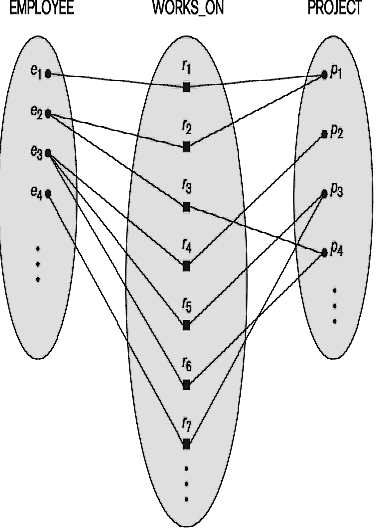 EMPLOYEE WORKS_ON PROJECT
e1 r1 p1
e2 r2 p2
e3 r3 p3
e4 r4 p4
r5
r6
r7